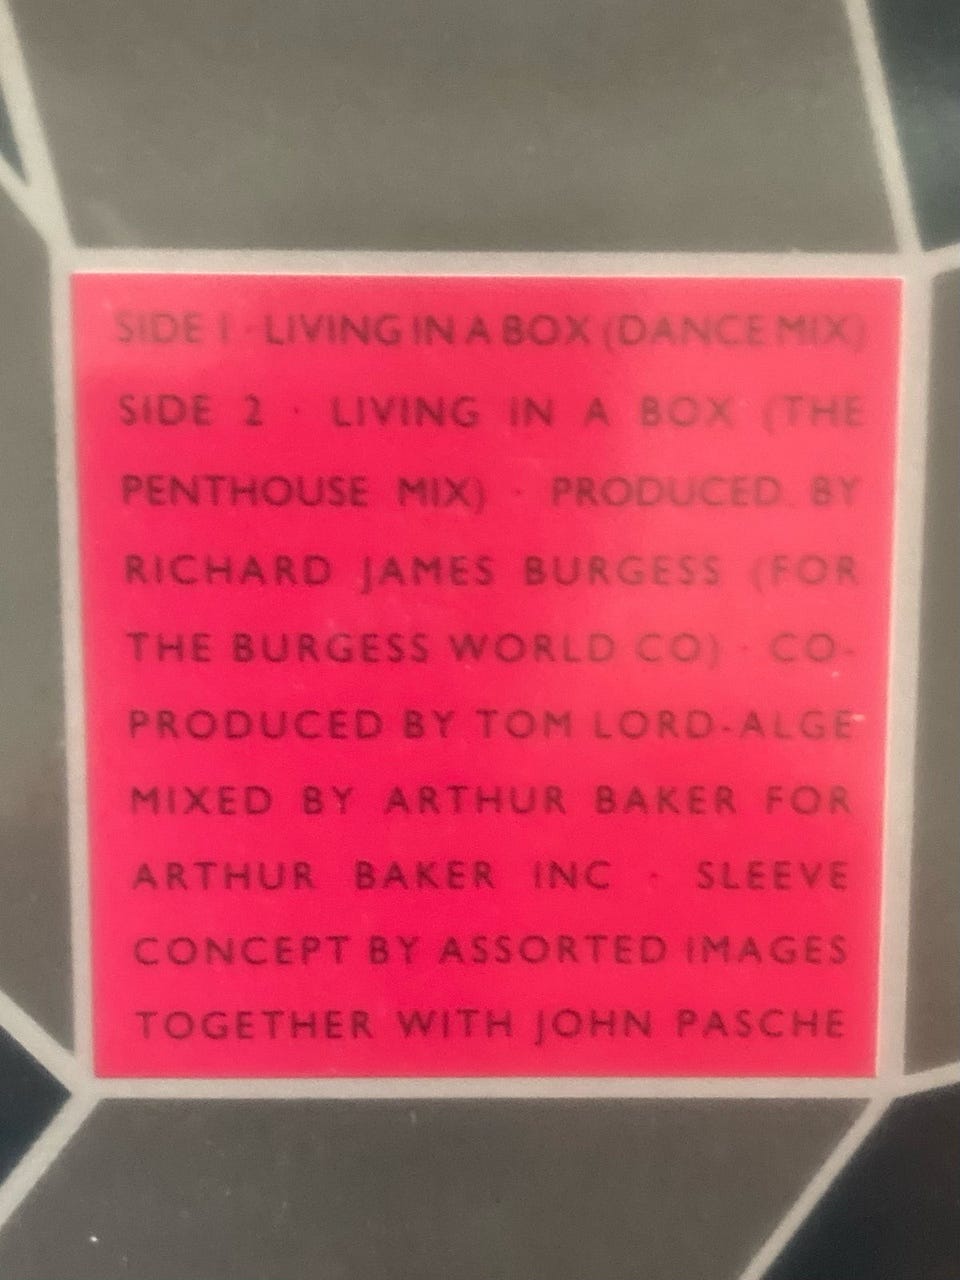 SIDE 1 · LIVING IN A BOX (DANCE MIX)
SIDE 2 · LIVING IN A BOX (THE
PENTHOUSE MIX) · PRODUCED BY
RICHARD JAMES BURGESS (FOR
THE BURGESS WORLD CO) · CO-
PRODUCED BY TOM LORD-ALGE
MIXED BY ARTHUR BAKER FOR
ARTHUR BAKER INC · SLEEVE
CONCEPT BY ASSORTED IMAGES
TOGETHER WITH JOHN PASCHE